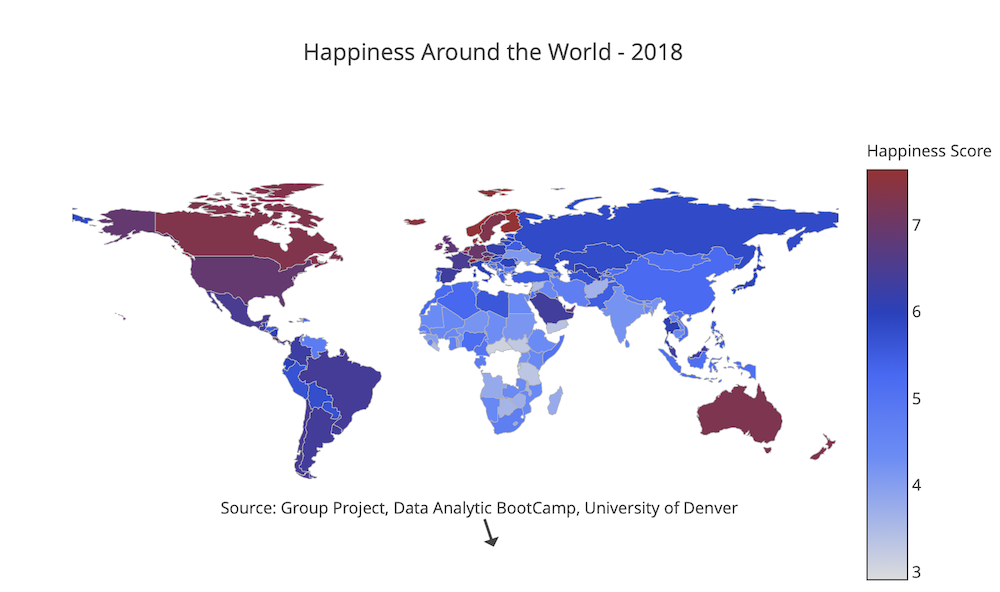 Happiness Around the World - 2018
Happiness Score
7
6
5
4
3
Source: Group Project, Data Analytic BootCamp, University of Denver